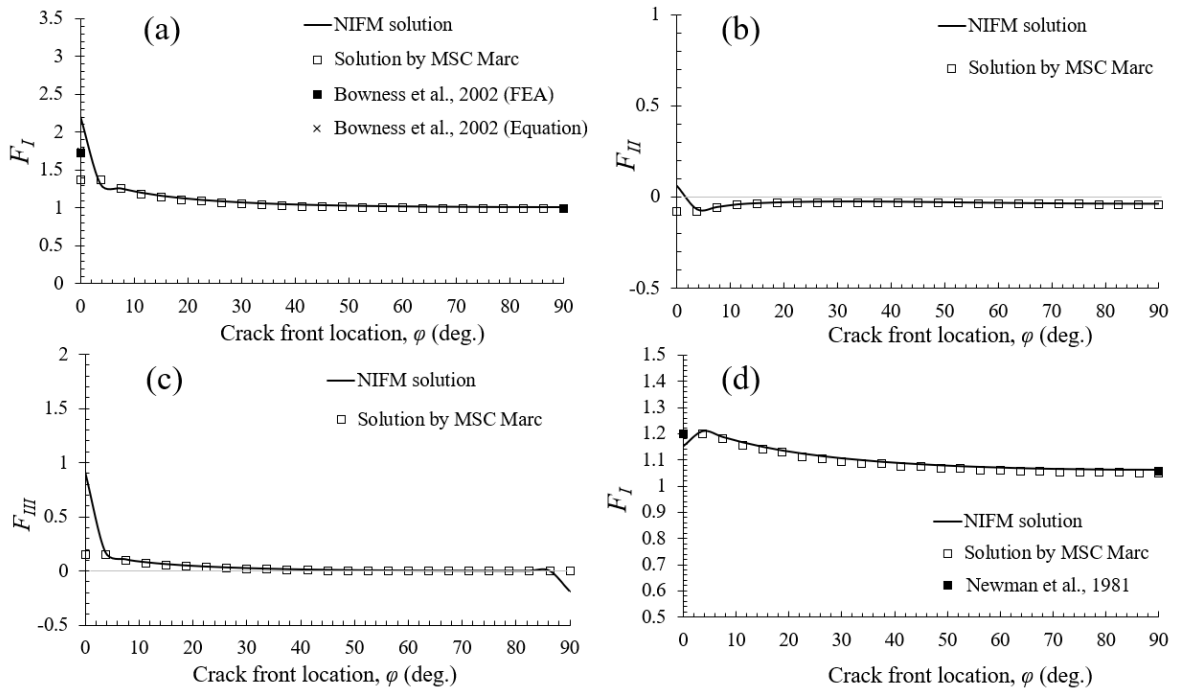 (a)
NIFM solution
Solution by MSC Marc
Bowness et al., 2002 (FEA)
Bowness et al., 2002 (Equation)
3.5
3
2.5
2
1.5
1
0.5
0
F_I
0 10 20 30 40 50 60 70 80 90
Crack front location, φ (deg.)
(b)
NIFM solution
Solution by MSC Marc
1
0.5
0
-0.5
F_II
0 10 20 30 40 50 60 70 80 90
Crack front location, φ (deg.)
(c)
NIFM solution
Solution by MSC Marc
2
1.5
1
0.5
0
-0.5
F_III
0 10 20 30 40 50 60 70 80 90
Crack front location, φ (deg.)
(d)
1.5
1.4
1.3
1.2
1.1
1
0.9
0.8
0.7
0.6
0.5
F_I
NIFM solution
Solution by MSC Marc
Newman et al., 1981
0 10 20 30 40 50 60 70 80 90
Crack front location, φ (deg.)